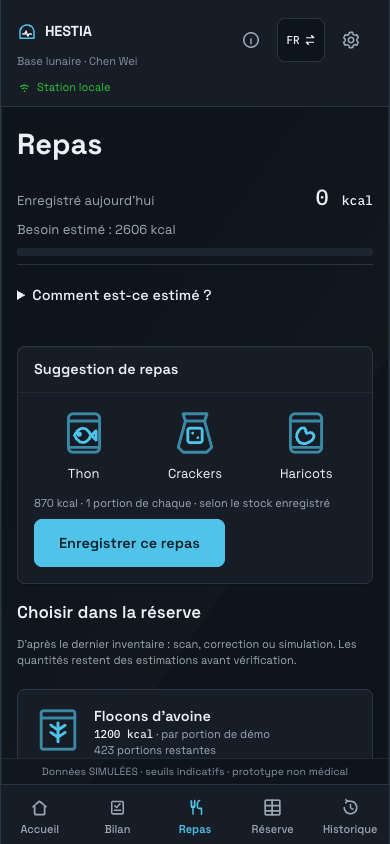 HESTIA
Base lunaire · Chen Wei
Station locale
FR ⇄
Repas
Enregistré aujourd'hui
0 kcal
Besoin estimé : 2606 kcal
Comment est-ce estimé ?
Suggestion de repas
Thon
Crackers
Haricots
870 kcal · 1 portion de chaque · selon le stock enregistré
Enregistrer ce repas
Choisir dans la réserve
D'après le dernier inventaire : scan, correction ou simulation. Les
quantités restent des estimations avant vérification.
Flocons d'avoine
1200 kcal · par portion de démo
423 portions restantes
Données SIMULÉES · seuils indicatifs · prototype non médical
Accueil
Bilan
Repas
Réserve
Historique